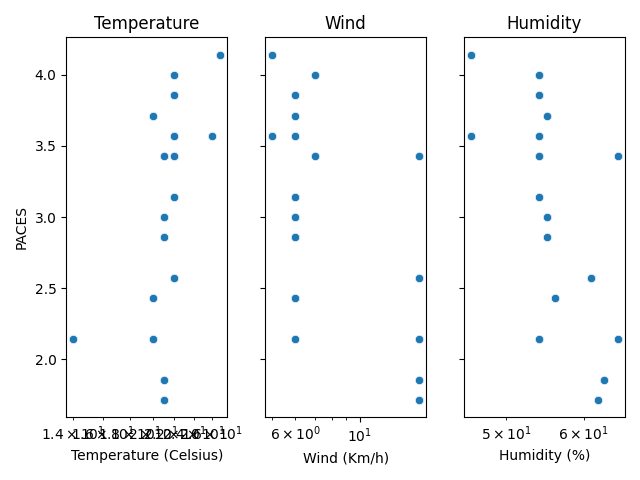 Temperature Wind Humidity
4.0
3.5
3.0
2.5
2.0
PACES
6 × 10⁰ 10¹ 5 × 10¹ 6 × 10¹
Temperature (Celsius) Wind (Km/h) Humidity (%)